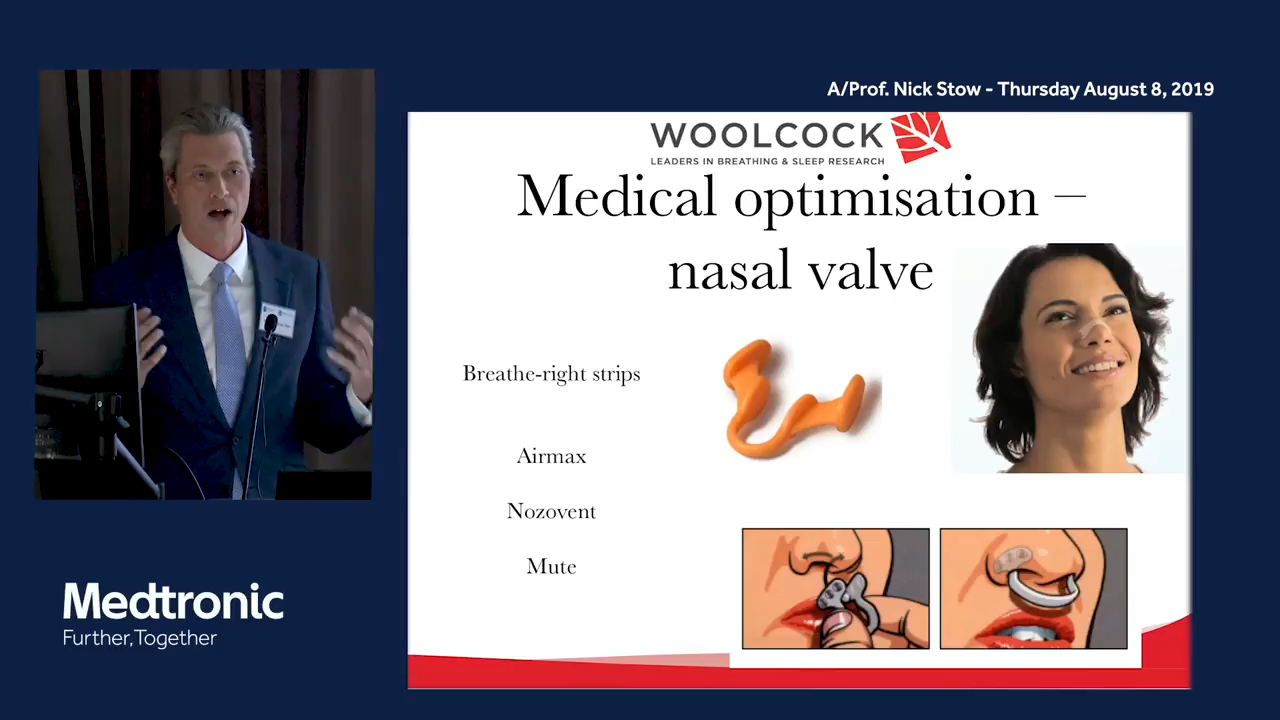 A/Prof. Nick Stow - Thursday August 8, 2019
WOOLCOCK
LEADERS IN BREATHING & SLEEP RESEARCH
Medical optimisation –
nasal valve
Breathe-right strips
Airmax
Nozovent
Mute
Medtronic
Further, Together